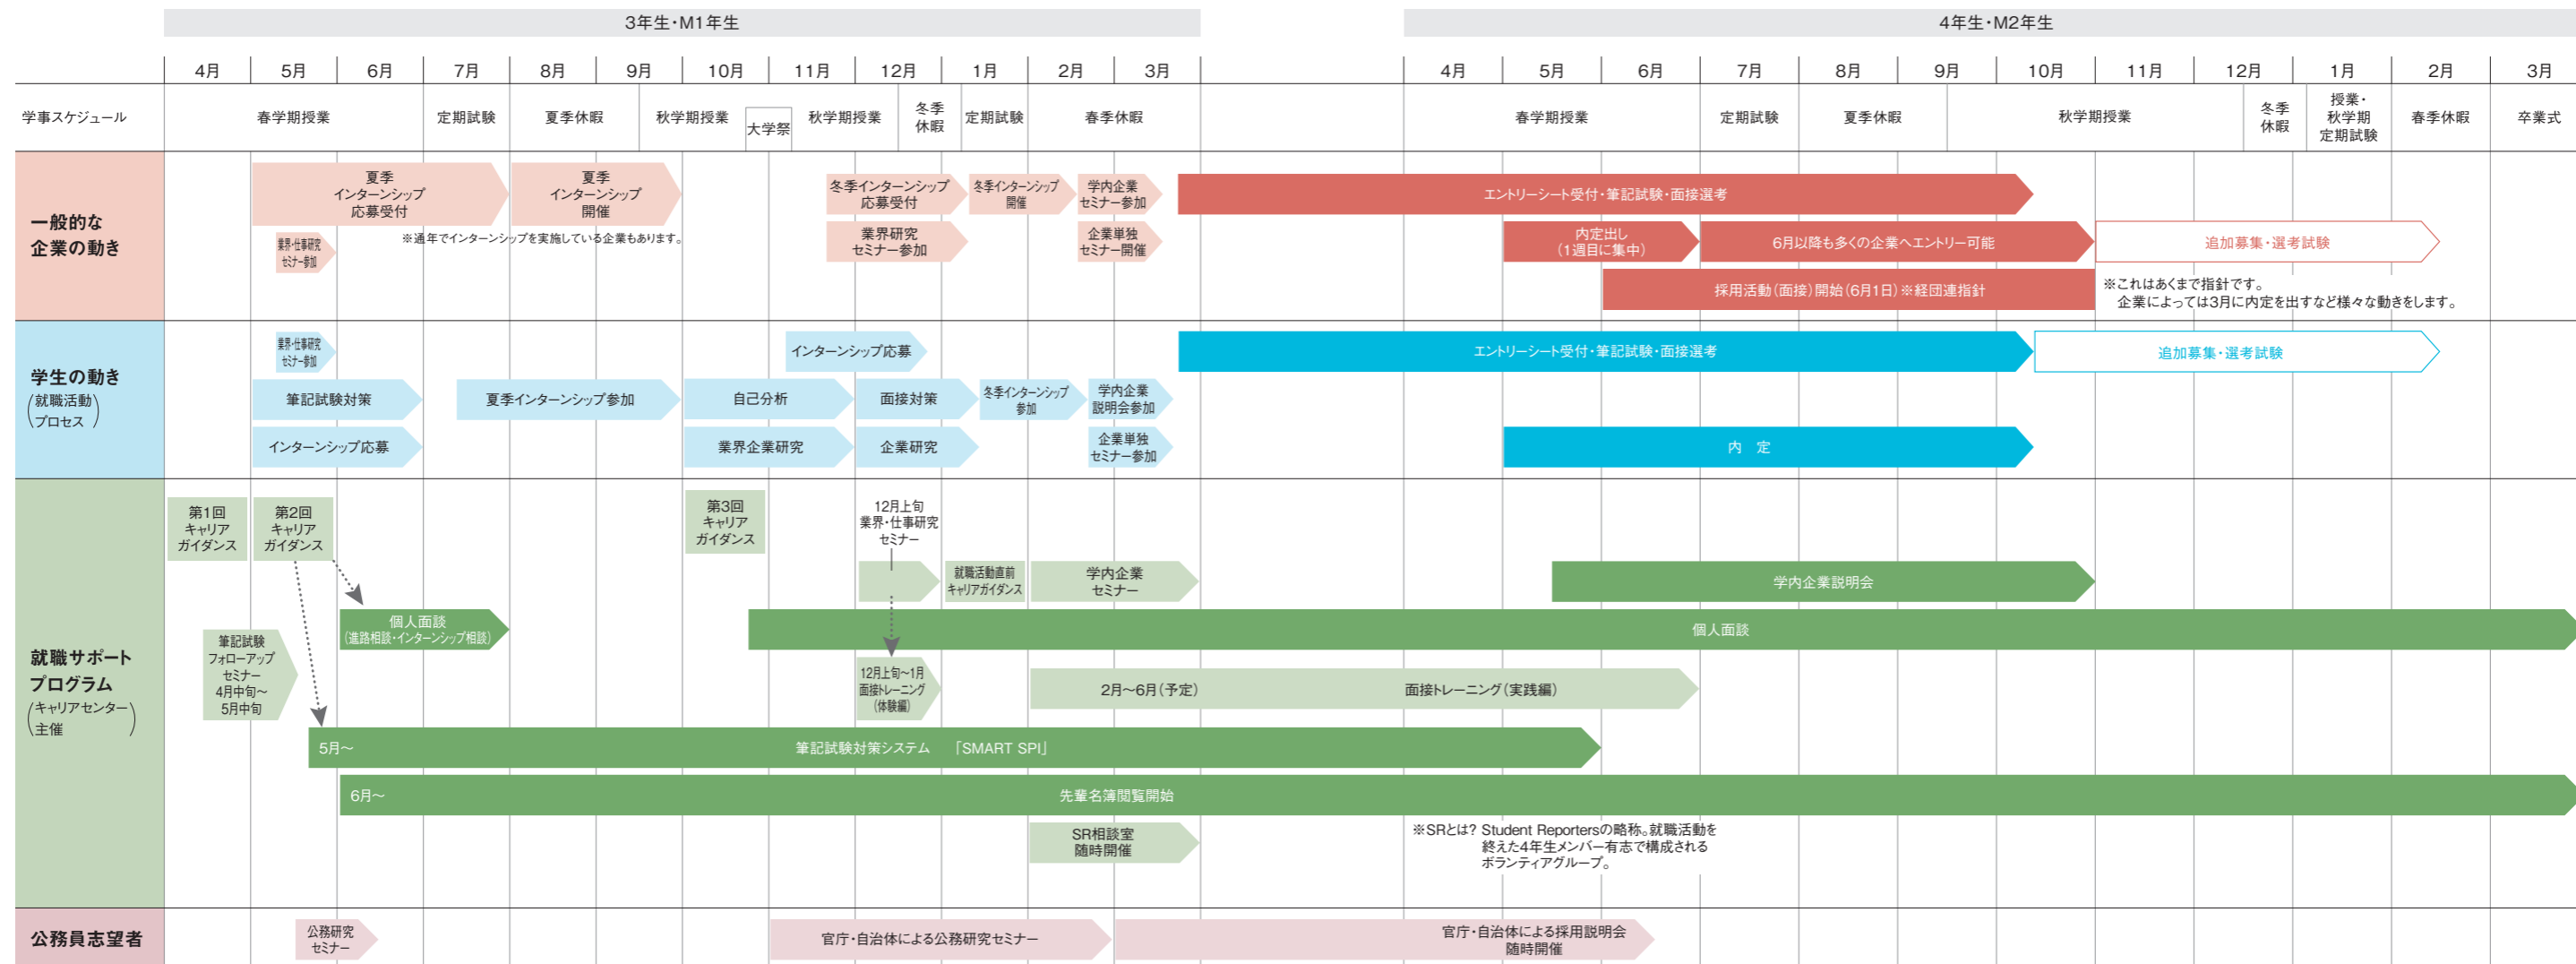 3年生・M1年生
4年生・M2年生
4月 5月 6月 7月 8月 9月 10月 11月 12月 1月 2月 3月
4月 5月 6月 7月 8月 9月 10月 11月 12月 1月 2月 3月
学事スケジュール
春学期授業
定期試験
夏季休暇
秋学期授業
大学祭
秋学期授業
冬季
休暇
定期試験
春季休暇
春学期授業
定期試験
夏季休暇
秋学期授業
冬季
休暇
授業・
秋学期
定期試験
春季休暇
卒業式
一般的な
企業の動き
夏季
インターンシップ
応募受付
夏季
インターンシップ
開催
冬季インターンシップ
応募受付
冬季インターンシップ
開催
学内企業
セミナー参加
エントリーシート受付・筆記試験・面接選考
業界・仕事研究
セミナー参加
※通年でインターンシップを実施している企業もあります。
業界研究
セミナー参加
企業単独
セミナー開催
内定出し
(1週目に集中)
6月以降も多くの企業へエントリー可能
追加募集・選考試験
採用活動(面接)開始(6月1日)※経団連指針
※これはあくまで指針です。
企業によっては3月に内定を出すなど様々な動きをします。
学生の動き
(就職活動
プロセス)
業界・仕事研究
セミナー参加
インターンシップ応募
エントリーシート受付・筆記試験・面接選考
追加募集・選考試験
筆記試験対策
夏季インターンシップ参加
自己分析
面接対策
冬季インターンシップ
参加
学内企業
説明会参加
インターンシップ応募
業界企業研究
企業研究
企業単独
セミナー参加
内 定
就職サポート
プログラム
(キャリアセンター
主催)
第1回
キャリア
ガイダンス
第2回
キャリア
ガイダンス
第3回
キャリア
ガイダンス
12月上旬
業界・仕事研究
セミナー
就職活動直前
キャリアガイダンス
学内企業
セミナー
学内企業説明会
個人面談
(進路相談・インターンシップ相談)
個人面談
筆記試験
フォローアップ
セミナー
4月中旬〜
5月中旬
12月上旬〜1月
面接トレーニング
(体験編)
2月〜6月(予定) 面接トレーニング(実践編)
5月〜 筆記試験対策システム 「SMART SPI」
6月〜 先輩名簿閲覧開始
SR相談室
随時開催
※SRとは? Student Reportersの略称。就職活動を
終えた4年生メンバー有志で構成される
ボランティアグループ。
公務員志望者
公務研究
セミナー
官庁・自治体による公務研究セミナー
官庁・自治体による採用説明会
随時開催